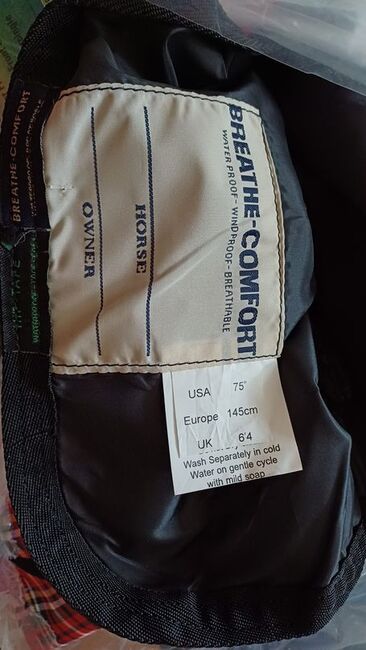 BREATHE-COMFORT
WATER PROOF - WINDPROOF - BREATHABLE
HORSE
OWNER
USA 75"
Europe 145cm
UK 6'4
Wash Separately in cold
Water on gentle cycle
with mild soap...
BREATHE-COMFORT